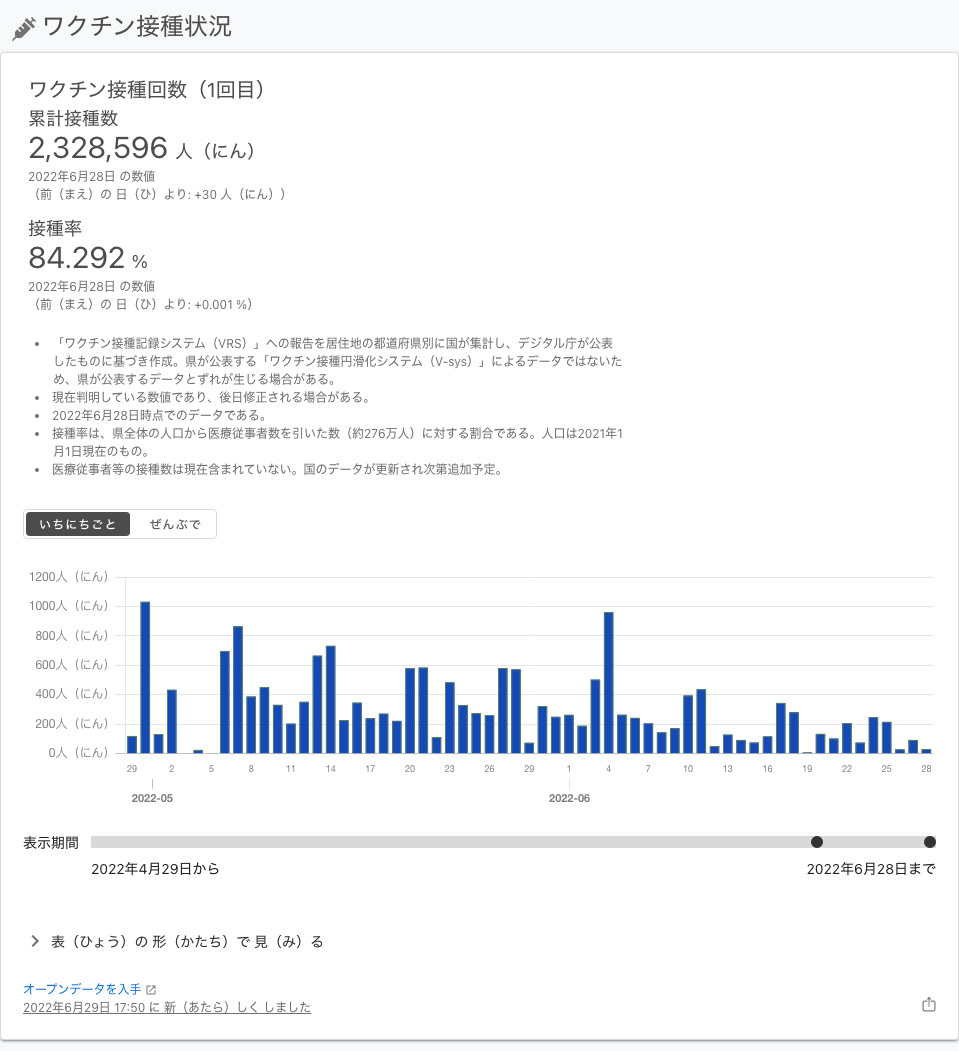 ワクチン接種状況
ワクチン接種回数（1回目）
累計接種数
2,328,596 人（にん）
2022年6月28日 の数値
（前（まえ）の 日（ひ）より: +30 人（にん））
接種率
84.292 %
2022年6月28日 の数値
（前（まえ）の 日（ひ）より: +0.001 %）
• 「ワクチン接種記録システム（VRS）」への報告を居住地の都道府県別に国が集計し、デジタル庁が公表
したものに基づき作成。県が公表する「ワクチン接種円滑化システム（V-sys）」によるデータではないた
め、県が公表するデータとずれが生じる場合がある。
• 現在判明している数値であり、後日修正される場合がある。
• 2022年6月28日時点でのデータである。
• 接種率は、県全体の人口から医療従事者数を引いた数（約276万人）に対する割合である。人口は2021年1
月1日現在のもの。
• 医療従事者等の接種数は現在含まれていない。国のデータが更新され次第追加予定。
いちにちごと ぜんぶで
1200人（にん）
1000人（にん）
800人（にん）
600人（にん）
400人（にん）
200人（にん）
0人（にん）
29 2 5 8 11 14 17 20 23 26 29 1 4 7 10 13 16 19 22 25 28
2022-05 2022-06
表示期間
2022年4月29日から 2022年6月28日まで
表（ひょう）の 形（かたち）で 見（み）る
オープンデータを入手
2022年6月29日 17:50 に 新（あたら）しく しました